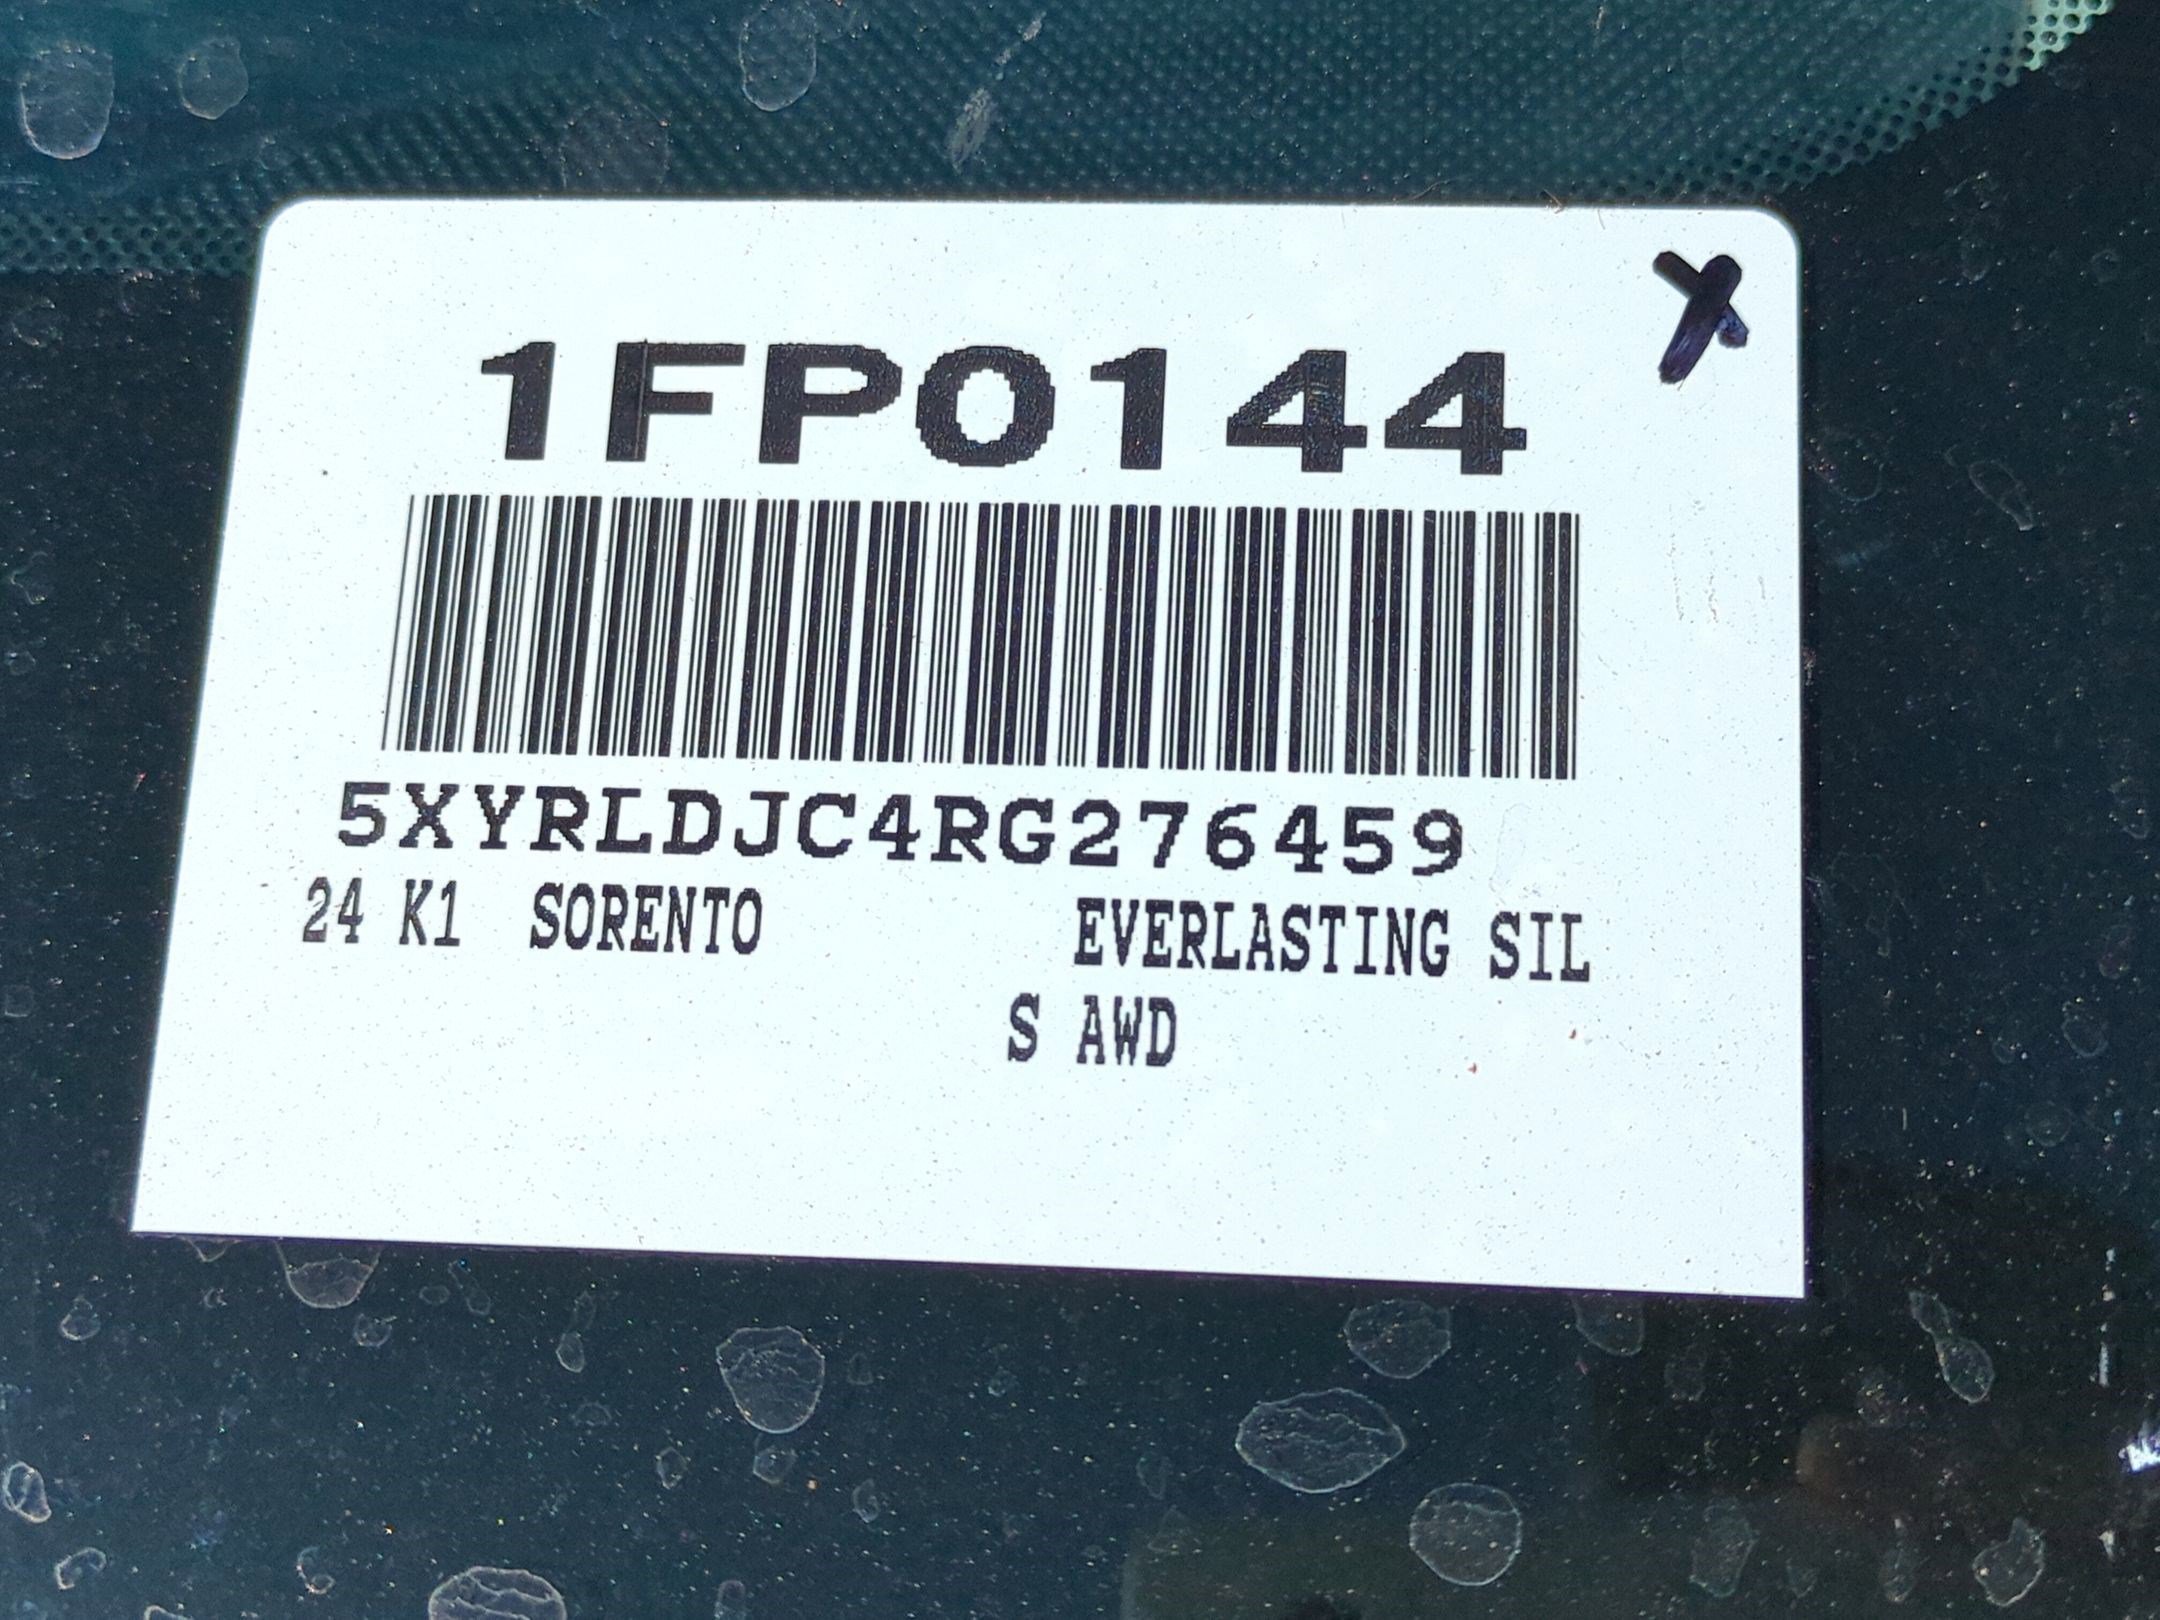 1FP0144
5XYRLDJC4RG276459
24 K1 SORENTO EVERLASTING SIL
S AWD